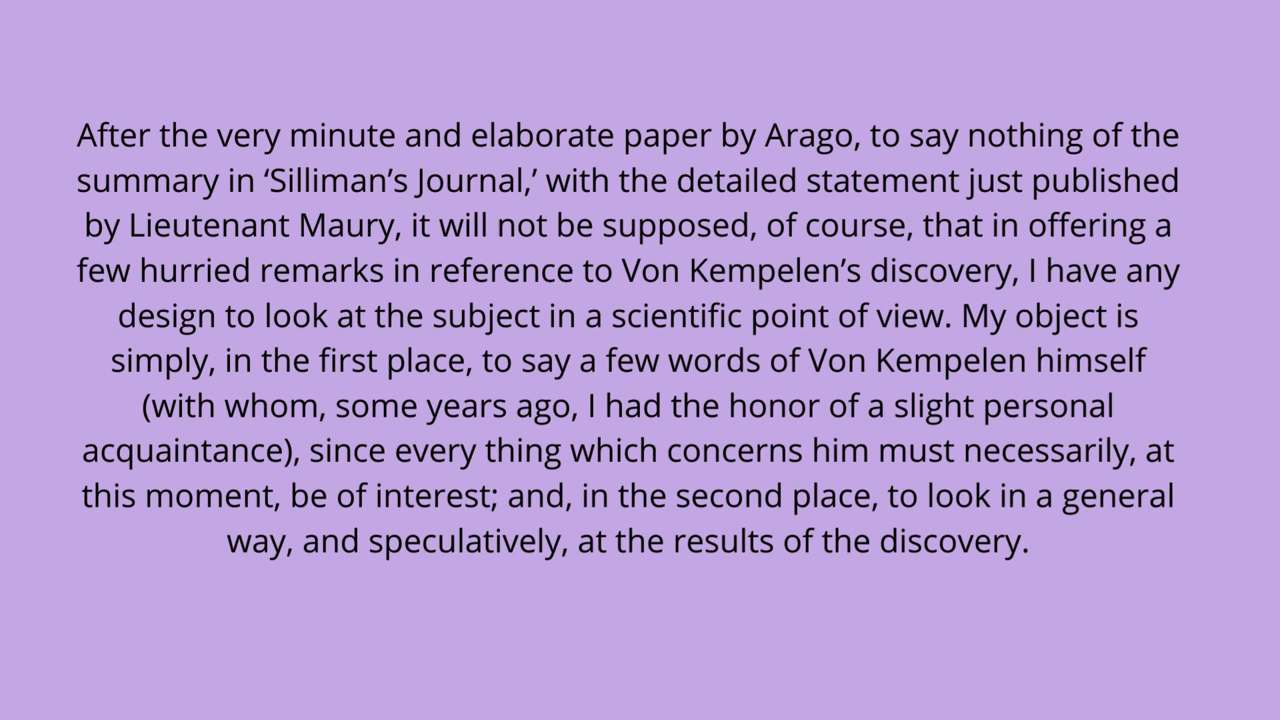 After the very minute and elaborate paper by Arago, to say nothing of the
summary in ‘Silliman’s Journal,’ with the detailed statement just published
by Lieutenant Maury, it will not be supposed, of course, that in offering a
few hurried remarks in reference to Von Kempelen’s discovery, I have any
design to look at the subject in a scientific point of view. My object is
simply, in the first place, to say a few words of Von Kempelen himself
(with whom, some years ago, I had the honor of a slight personal
acquaintance), since every thing which concerns him must necessarily, at
this moment, be of interest; and, in the second place, to look in a general
way, and speculatively, at the results of the discovery.